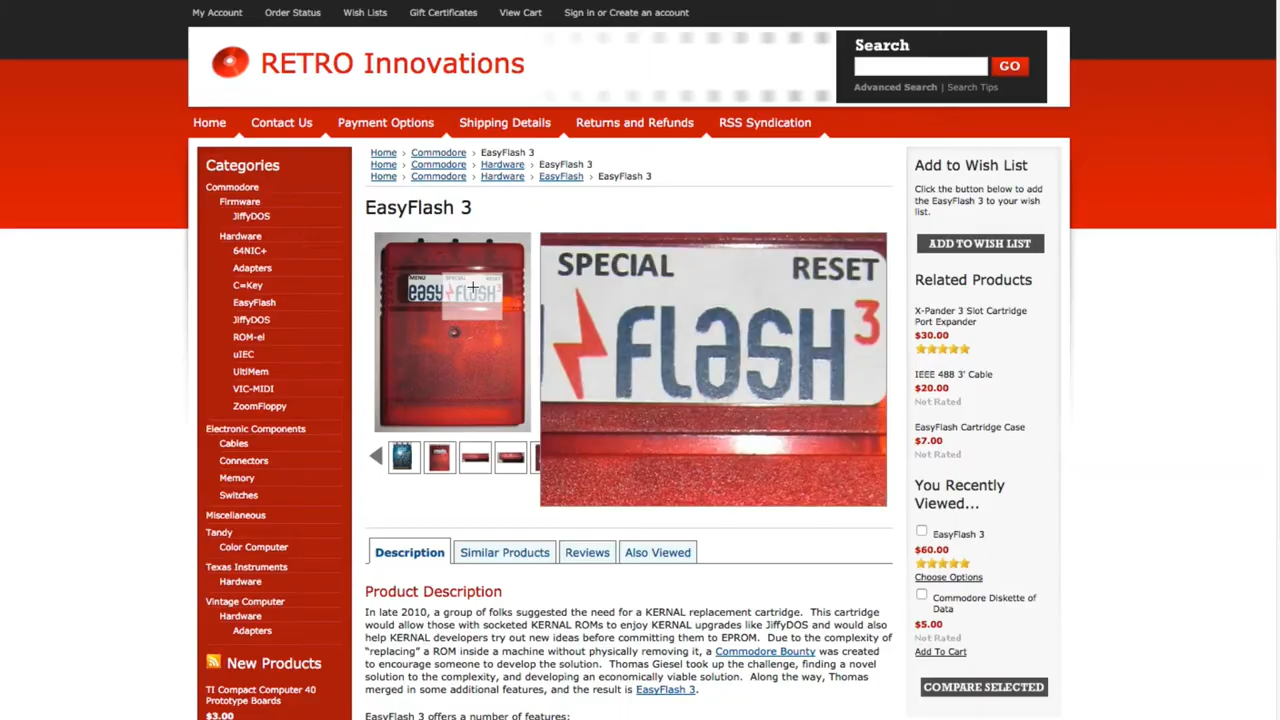 My Account Order Status Wish Lists Gift Certificates View Cart Sign in or Create an account
RETRO Innovations
Search
GO
Advanced Search | Search Tips
Home Contact Us Payment Options Shipping Details Returns and Refunds RSS Syndication
Categories
Commodore
Firmware
JiffyDOS
Hardware
64NIC+
Adapters
C=Key
EasyFlash
JiffyDOS
ROM-el
uIEC
UltiMem
VIC-MIDI
ZoomFloppy
Electronic Components
Cables
Connectors
Memory
Switches
Miscellaneous
Tandy
Color Computer
Texas Instruments
Hardware
Vintage Computer
Hardware
Adapters
New Products
TI Compact Computer 40
Prototype Boards
$3.00
Home > Commodore > EasyFlash 3
Home > Commodore > Hardware > EasyFlash 3
Home > Commodore > Hardware > EasyFlash > EasyFlash 3
EasyFlash 3
MENU SPECIAL RESET
easy flash 3
SPECIAL RESET
flash 3
Description Similar Products Reviews Also Viewed
Product Description
In late 2010, a group of folks suggested the need for a KERNAL replacement cartridge. This cartridge
would allow those with socketed KERNAL ROMs to enjoy KERNAL upgrades like JiffyDOS and would also
help KERNAL developers try out new ideas before committing them to EPROM. Due to the complexity of
"replacing" a ROM inside a machine without physically removing it, a Commodore Bounty was created
to encourage someone to develop the solution. Thomas Giesel took up the challenge, finding a novel
solution to the complexity, and developing an economically viable solution. Along the way, Thomas
merged in some additional features, and the result is EasyFlash 3.
EasyFlash 3 offers a number of features:
Add to Wish List
Click the button below to add
the EasyFlash 3 to your wish
list.
ADD TO WISH LIST
Related Products
X-Pander 3 Slot Cartridge
Port Expander
$30.00
IEEE 488 3' Cable
$20.00
Not Rated
EasyFlash Cartridge Case
$7.00
Not Rated
You Recently
Viewed...
EasyFlash 3
$60.00
Choose Options
Commodore Diskette of
Data
$5.00
Not Rated
Add To Cart
COMPARE SELECTED